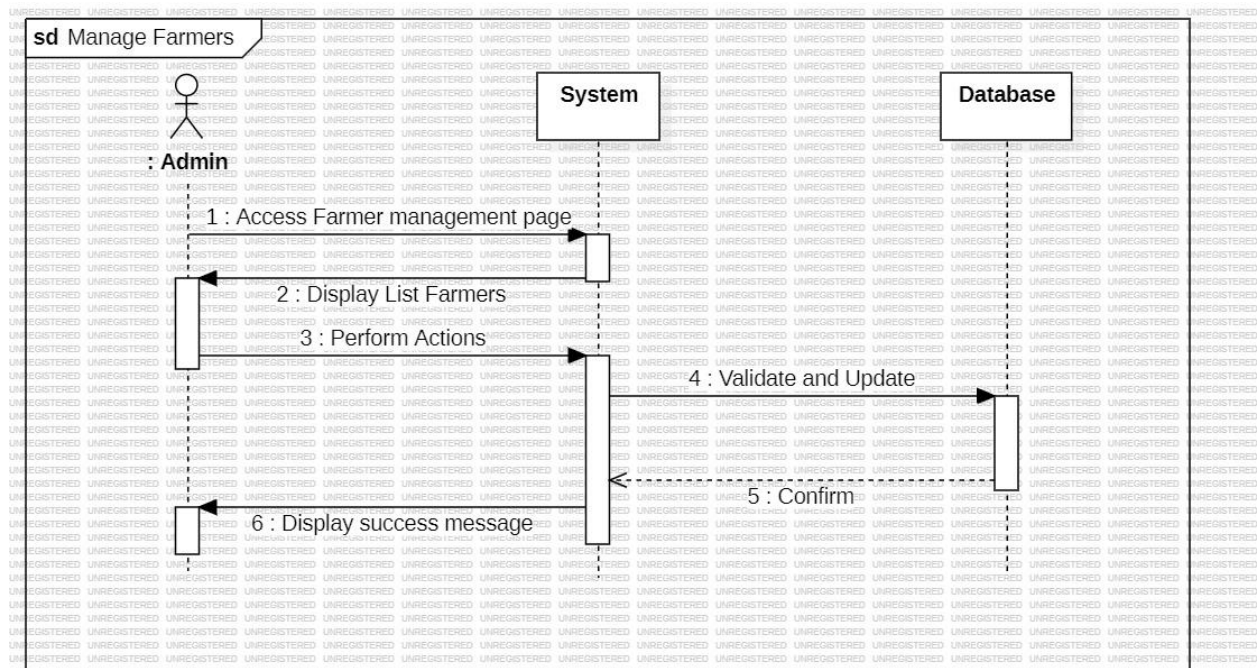 sd Manage Farmers
System
Database
: Admin
1 : Access Farmer management page
2 : Display List Farmers
3 : Perform Actions
4 : Validate and Update
5 : Confirm
6 : Display success message
UNREGISTERED